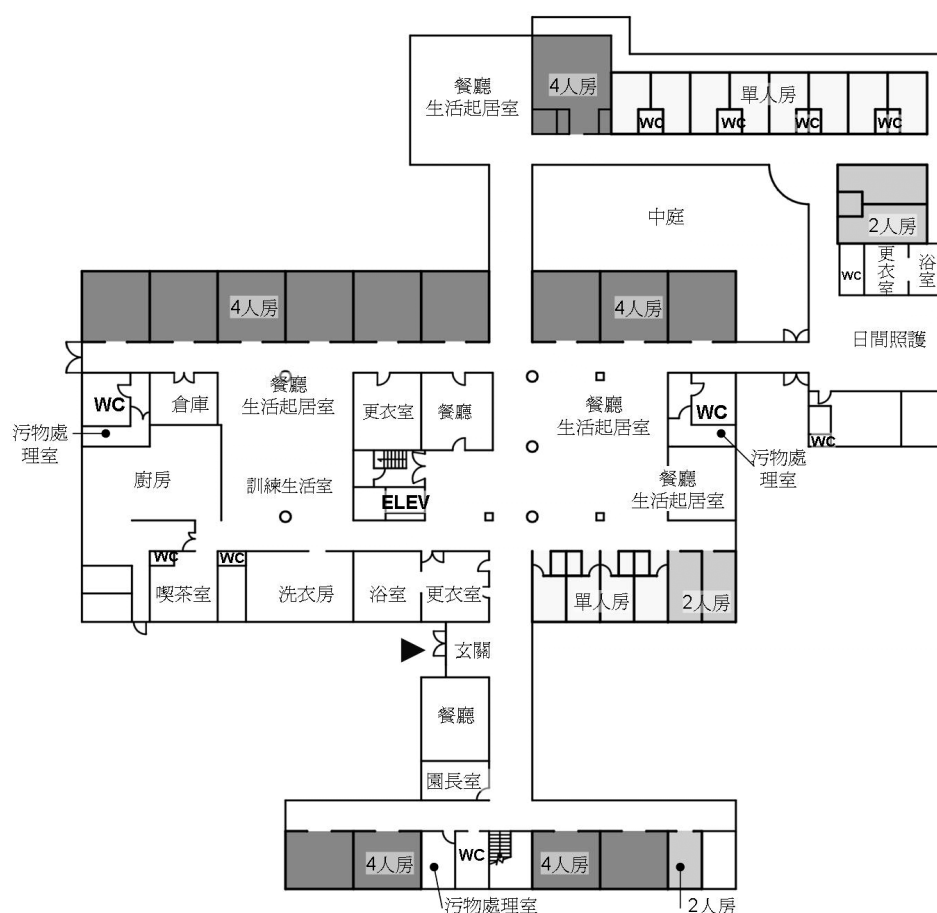 餐廳
生活起居室
4人房
單人房
WC
WC
WC
WC
中庭
2人房
WC
更衣室
浴室
日間照護
4人房
4人房
WC
倉庫
餐廳
生活起居室
更衣室
餐廳
餐廳
生活起居室
WC
WC
污物處
理室
污物處
理室
廚房
訓練生活室
ELEV
餐廳
生活起居室
WC
WC
喫茶室
洗衣房
浴室
更衣室
單人房
2人房
玄關
餐廳
園長室
4人房
WC
4人房
污物處理室
2人房